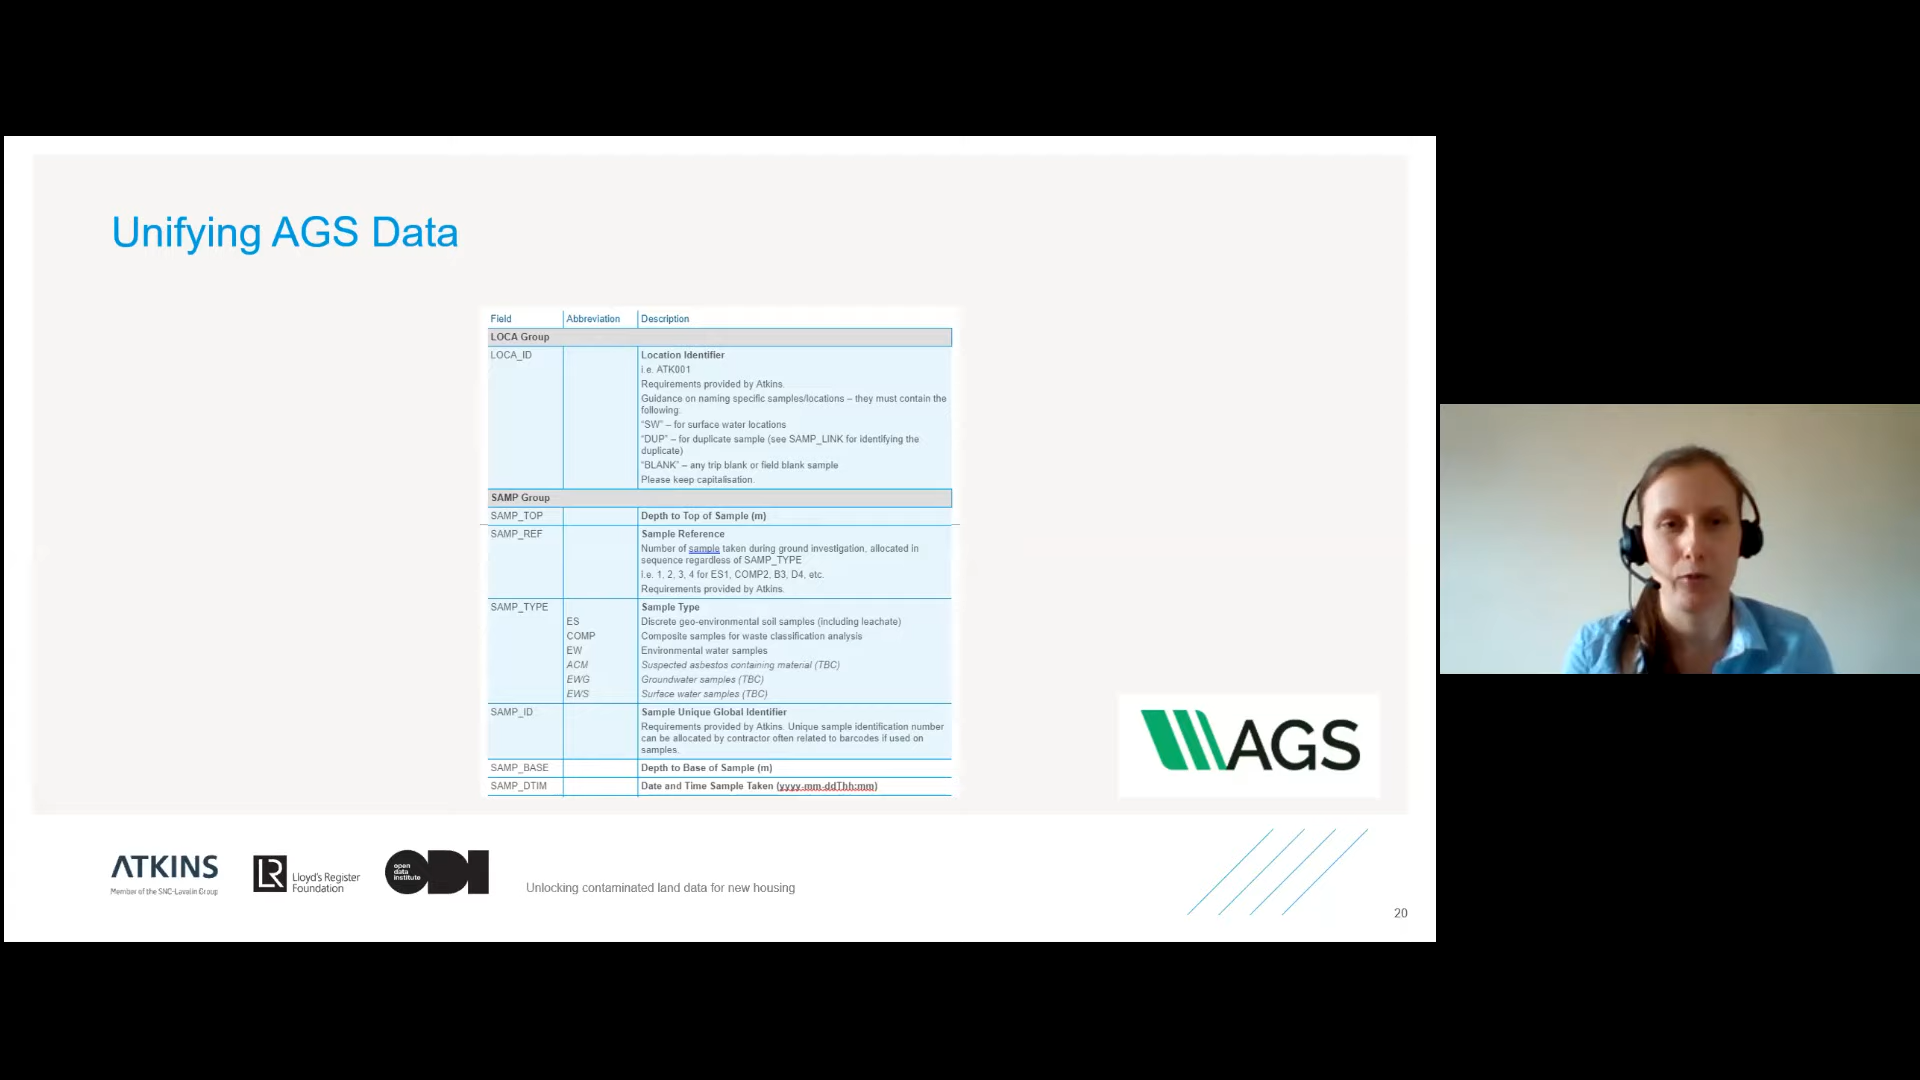 Unifying AGS Data
Field Abbreviation Description
LOCA Group
LOCA_ID Location Identifier
i.e. ATK001
Requirements provided by Atkins.
Guidance on naming specific samples/locations – they must contain the
following:
“SW” – for surface water locations
“DUP” – for duplicate sample (see SAMP_LINK for identifying the
duplicate)
“BLANK” – any trip blank or field blank sample
Please keep capitalisation.
SAMP Group
SAMP_TOP Depth to Top of Sample (m)
SAMP_REF Sample Reference
Number of sample taken during ground investigation, allocated in
sequence regardless of SAMP_TYPE
I.e. 1, 2, 3, 4 for ES1, COMP2, B3, D4, etc.
Requirements provided by Atkins.
SAMP_TYPE Sample Type
ES Discrete geo-environmental soil samples (including leachate)
COMP Composite samples for waste classification analysis
EW Environmental water samples
ACM Suspected asbestos containing material (TBC)
EWG Groundwater samples (TBC)
EWS Surface water samples (TBC)
SAMP_ID Sample Unique Global Identifier
Requirements provided by Atkins. Unique sample identification number
can be allocated by contractor often related to barcodes if used on
samples.
SAMP_BASE Depth to Base of Sample (m)
SAMP_DTIM Date and Time Sample Taken (yyyy-mm-ddThh:mm)
AGS
ATKINS
Member of the SNC-Lavalin Group
LR
Lloyd's Register
Foundation
open
data
institute
ODI
Unlocking contaminated land data for new housing
20